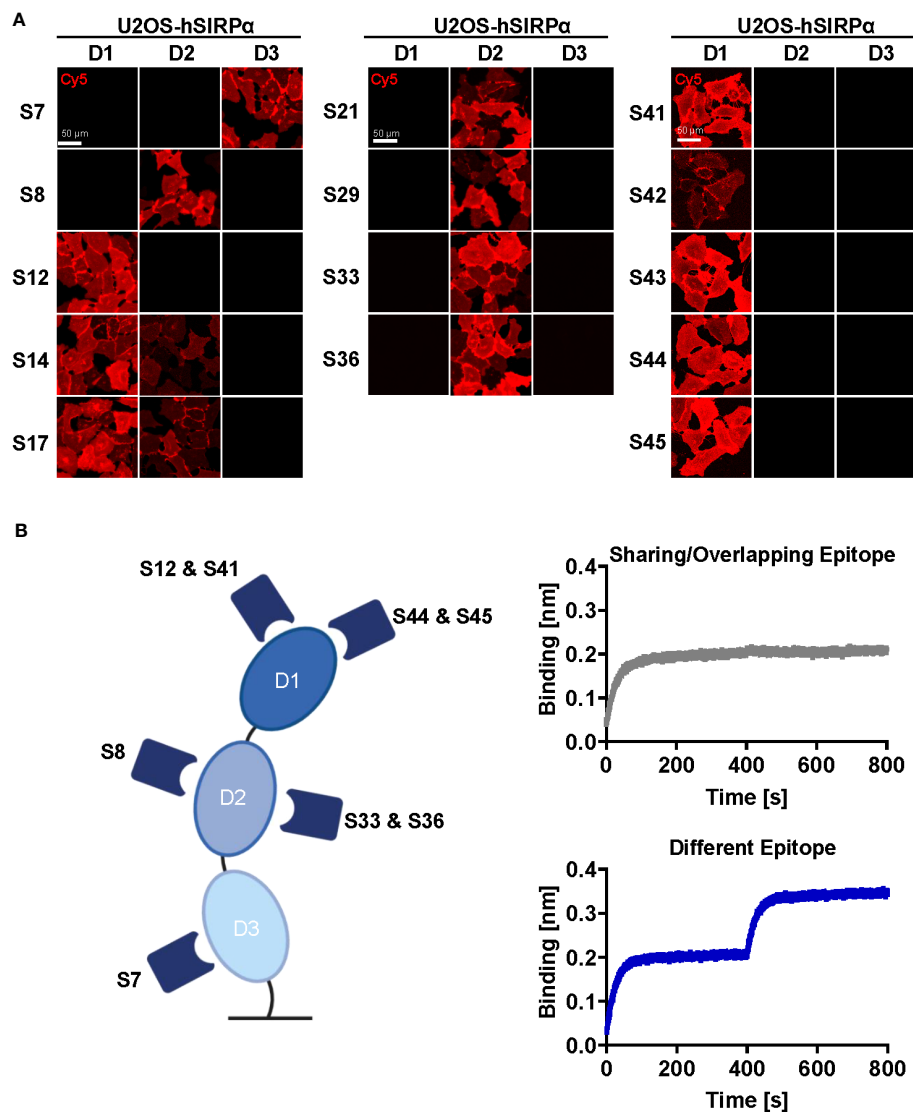 A
U2OS-hSIRPα
D1 D2 D3
Cy5
50 μm
S7
S8
S12
S14
S17
U2OS-hSIRPα
D1 D2 D3
Cy5
50 μm
S21
S29
S33
S36
U2OS-hSIRPα
D1 D2 D3
Cy5
50 μm
S41
S42
S43
S44
S45
B
S12 & S41
S44 & S45
D1
S8
D2
S33 & S36
D3
S7
Sharing/Overlapping Epitope
Binding [nm]
0.4
0.3
0.2
0.1
0.0
0 200 400 600 800
Time [s]
Different Epitope
Binding [nm]
0.4
0.3
0.2
0.1
0.0
0 200 400 600 800
Time [s]